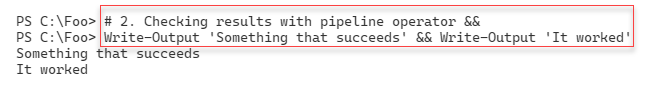 PS C:\Foo> # 2. Checking results with pipeline operator &&
PS C:\Foo> Write-Output 'Something that succeeds' && Write-Output 'It worked'
Something that succeeds
It worked